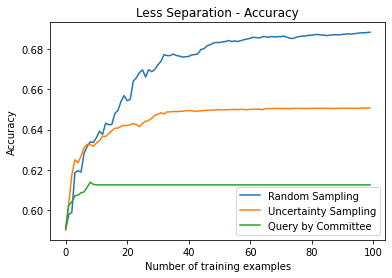 Less Separation - Accuracy
Accuracy
0.68
0.66
0.64
0.62
0.60
0
20
40
60
80
100
Number of training examples
Random Sampling
Uncertainty Sampling
Query by Committee